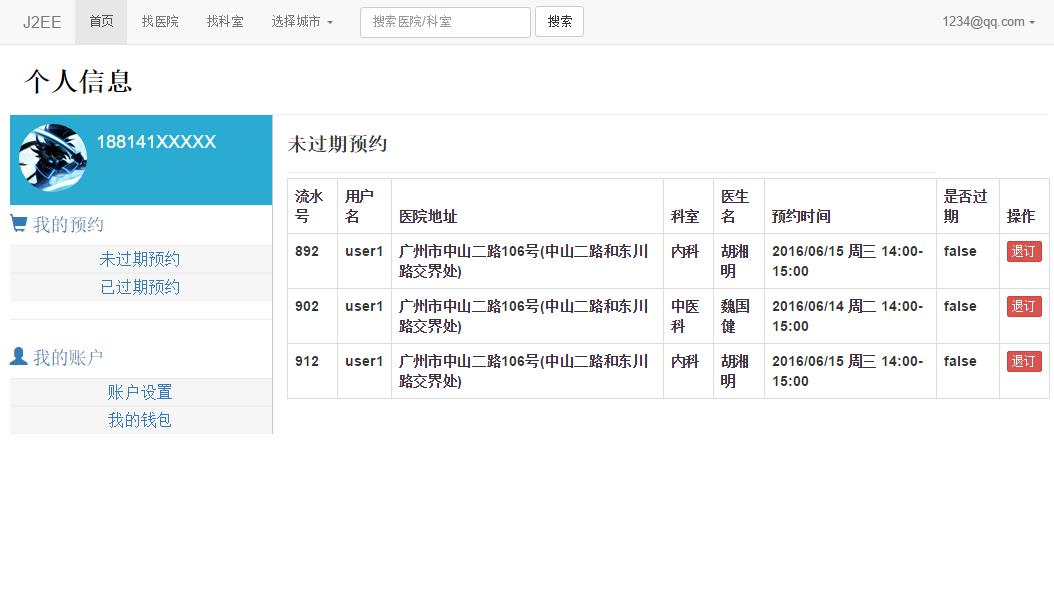 J2EE 首页 找医院 找科室 选择城市 搜索医院/科室 搜索 1234@qq.com
个人信息
188141XXXXX
我的预约
未过期预约
已过期预约
我的账户
账户设置
我的钱包
未过期预约
流水号 用户名 医院地址 科室 医生名 预约时间 是否过期 操作
892 user1 广州市中山二路106号(中山二路和东川路交界处) 内科 胡湘明 2016/06/15 周三 14:00-15:00 false 退订
902 user1 广州市中山二路106号(中山二路和东川路交界处) 中医科 魏国健 2016/06/14 周二 14:00-15:00 false 退订
912 user1 广州市中山二路106号(中山二路和东川路交界处) 内科 胡湘明 2016/06/15 周三 14:00-15:00 false 退订